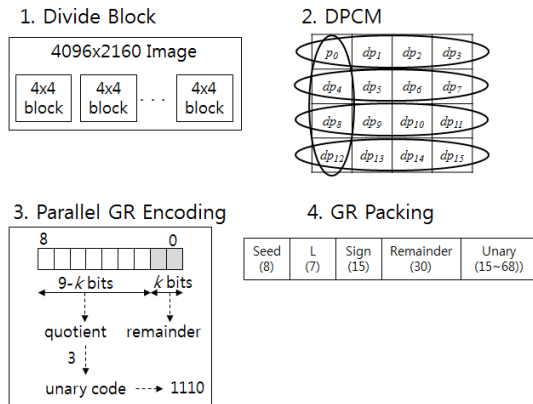 1. Divide Block
4096x2160 Image
4x4 block
4x4 block
. . .
4x4 block
2. DPCM
p0 dp1 dp2 dp3
dp4 dp5 dp6 dp7
dp8 dp9 dp10 dp11
dp12 dp13 dp14 dp15
3. Parallel GR Encoding
8 0
9-k bits k bits
quotient remainder
3
unary code 1110
4. GR Packing
Seed (8)
L (7)
Sign (15)
Remainder (30)
Unary (15~68))